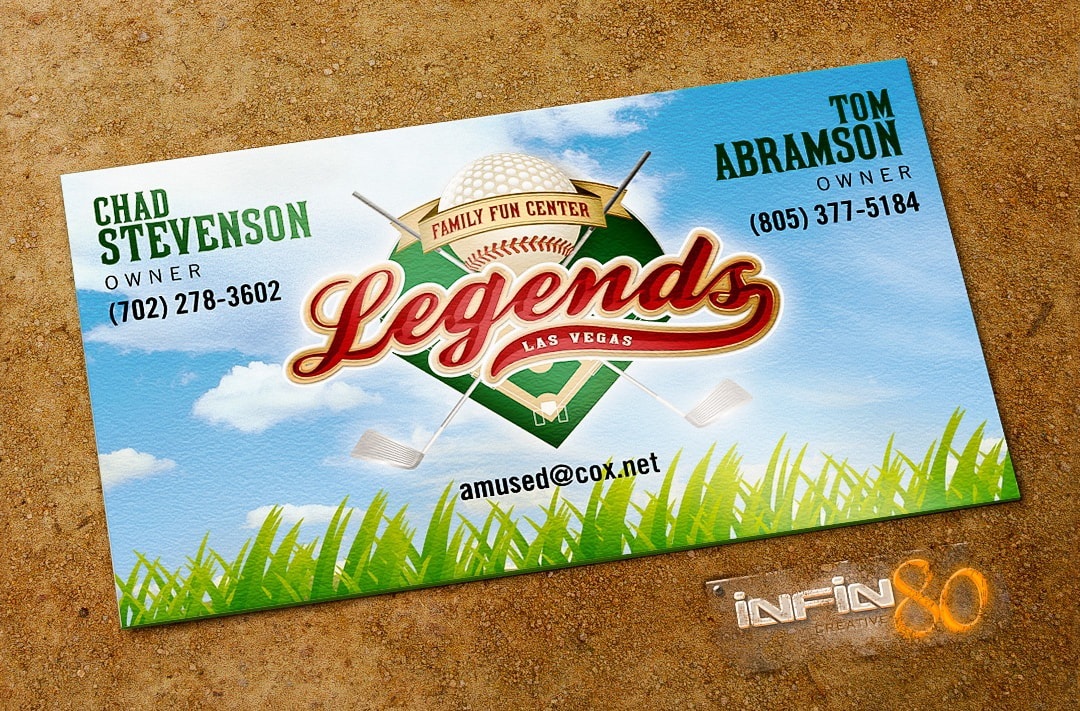 CHAD
STEVENSON
OWNER
(702) 278-3602
TOM
ABRAMSON
OWNER
(805) 377-5184
FAMILY FUN CENTER
Legends
LAS VEGAS
amused@cox.net
iNFiN80
CREATIVE